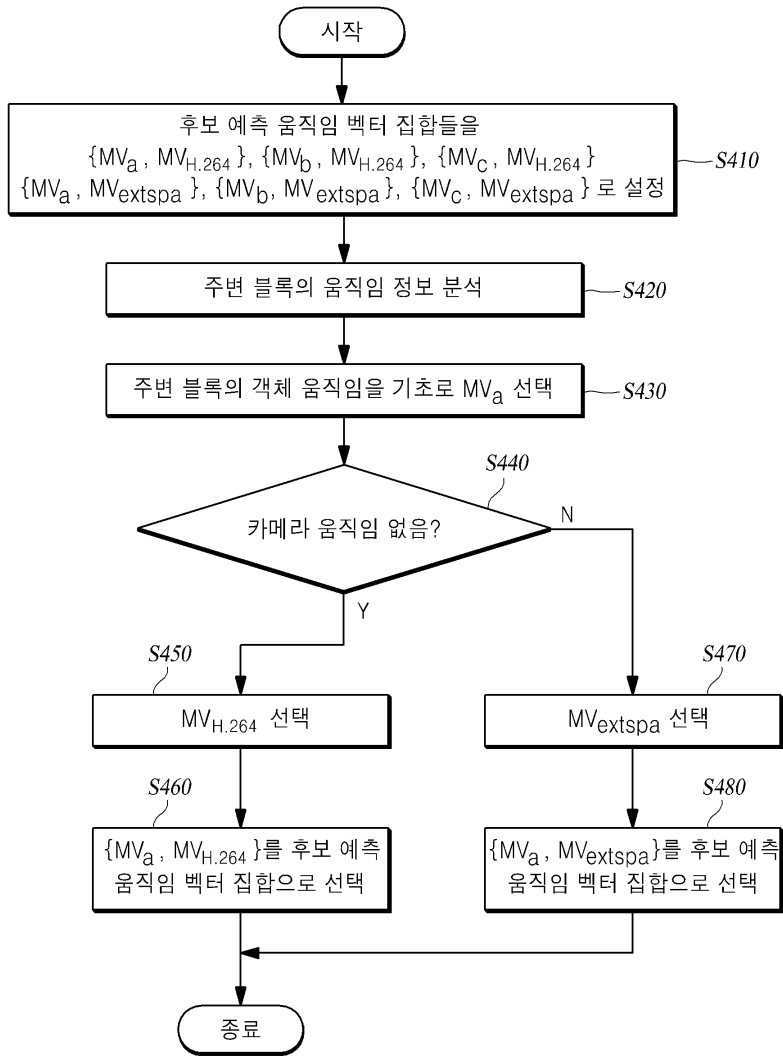 시작
후보 예측 움직임 벡터 집합들을
{MVa , MVH.264 }, {MVb , MVH.264 }, {MVc , MVH.264 }
{MVa , MVextspa }, {MVb , MVextspa }, {MVc , MVextspa } 로 설정
S410
주변 블록의 움직임 정보 분석
S420
주변 블록의 객체 움직임을 기초로 MVa 선택
S430
S440
카메라 움직임 없음?
N
Y
S450
MVH.264 선택
S470
MVextspa 선택
S460
{MVa , MVH.264 }를 후보 예측
움직임 벡터 집합으로 선택
S480
{MVa , MVextspa}를 후보 예측
움직임 벡터 집합으로 선택
종료